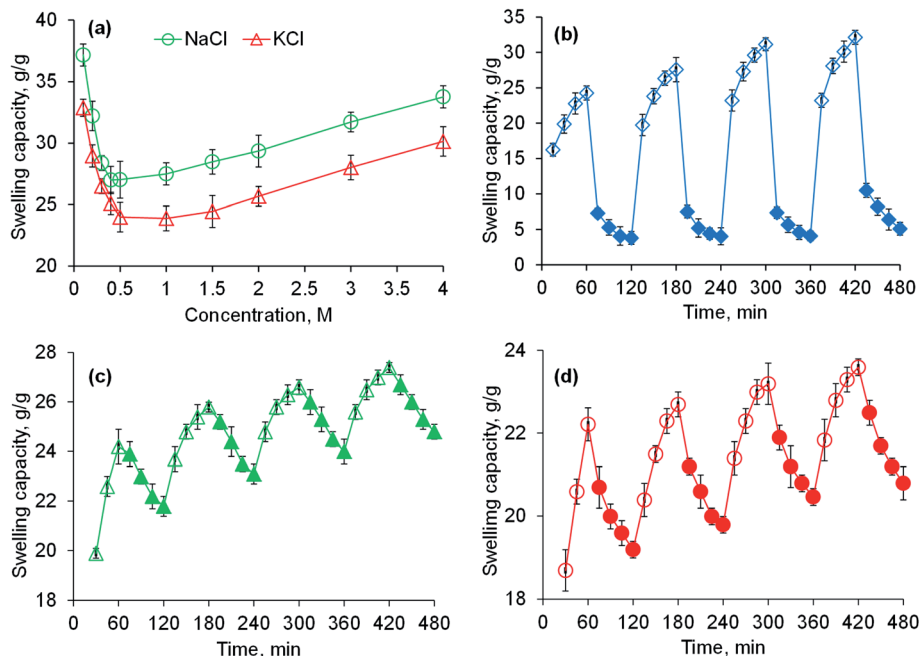 (a)
NaCl KCl
Swelling capacity, g/g
40
35
30
25
20
0 0.5 1 1.5 2 2.5 3 3.5 4
Concentration, M
(b)
Swelling capacity, g/g
35
30
25
20
15
10
5
0
0 60 120 180 240 300 360 420 480
Time, min
(c)
Swelling capacity, g/g
28
26
24
22
20
18
0 60 120 180 240 300 360 420 480
Time, min
(d)
Swellimg capacity, g/g
24
22
20
18
0 60 120 180 240 300 360 420 480
Time, min